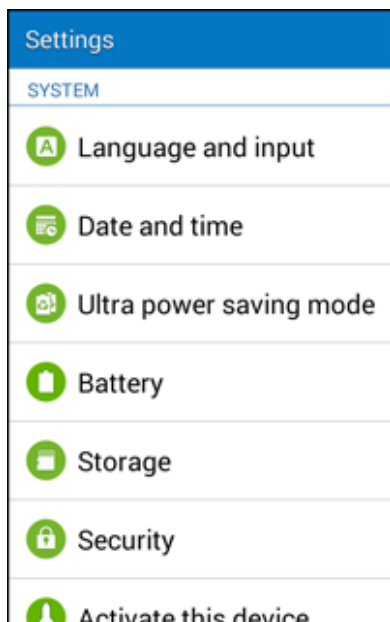 Settings
SYSTEM
A
Language and input
Date and time
Ultra power saving mode
Battery
Storage
Security
Activate this device